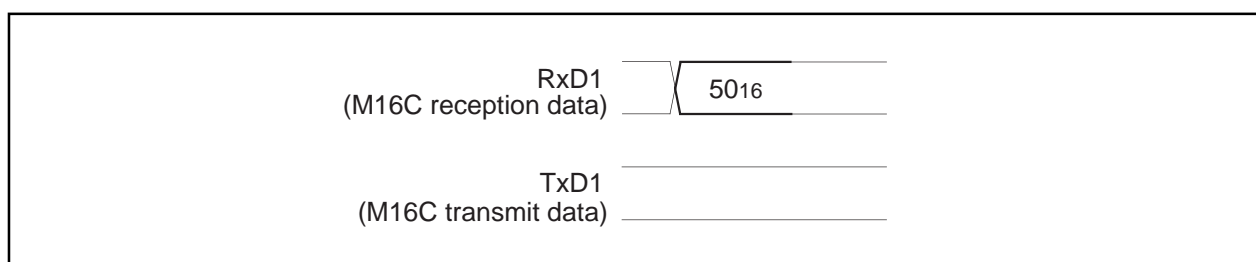 RxD1
(M16C reception data)
5016
TxD1
(M16C transmit data)